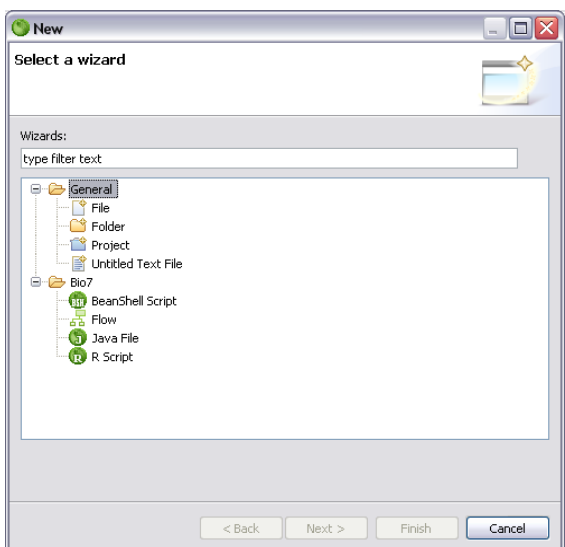 New
Select a wizard
Wizards:
type filter text
General
File
Folder
Project
Untitled Text File
Bio7
BeanShell Script
Flow
Java File
R Script
< Back Next > Finish Cancel